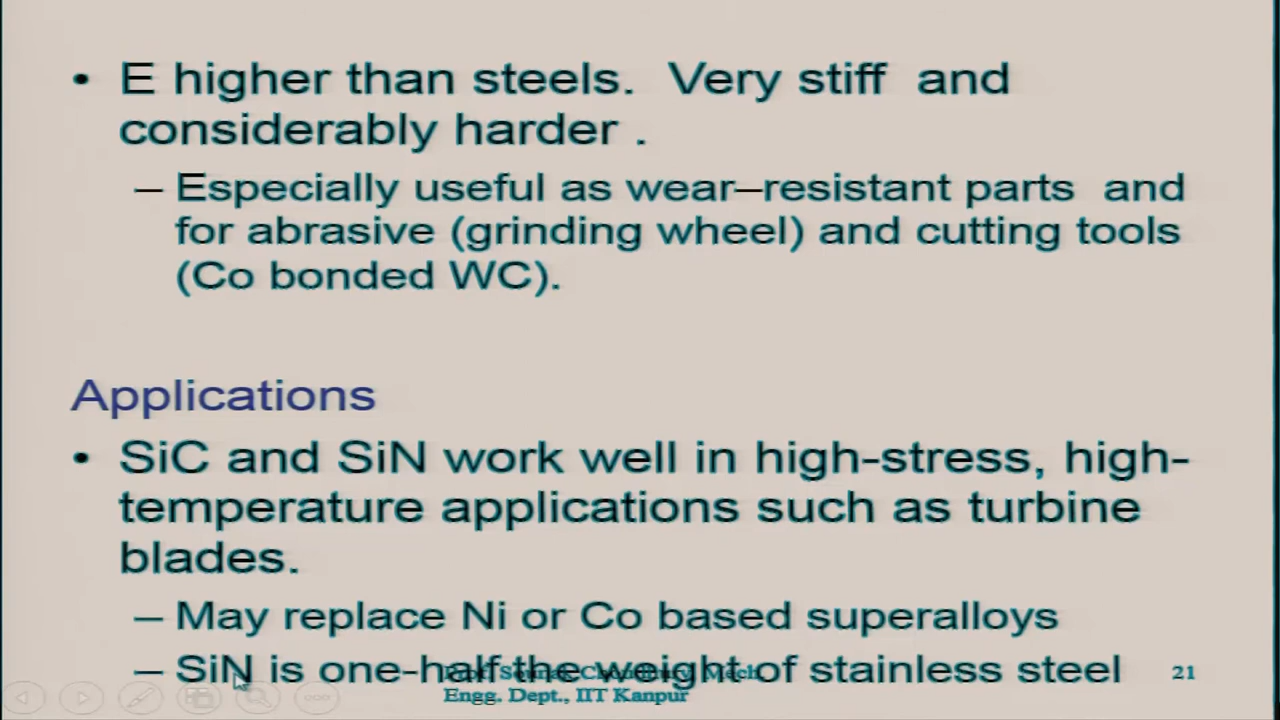 • E higher than steels. Very stiff and
considerably harder .
– Especially useful as wear–resistant parts and
for abrasive (grinding wheel) and cutting tools
(Co bonded WC).
Applications
• SiC and SiN work well in high-stress, high-
temperature applications such as turbine
blades.
– May replace Ni or Co based superalloys
– SiN is one-half the weight of stainless steel
Prof. Choudhury, Mech
Engg. Dept., IIT Kanpur
21